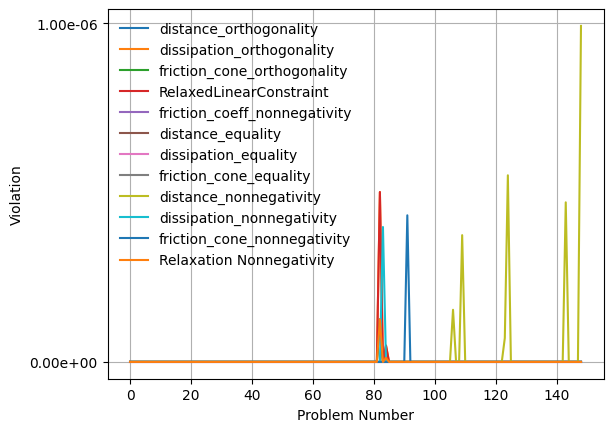 1.00e-06
distance_orthogonality
dissipation_orthogonality
friction_cone_orthogonality
RelaxedLinearConstraint
friction_coeff_nonnegativity
distance_equality
dissipation_equality
friction_cone_equality
distance_nonnegativity
dissipation_nonnegativity
friction_cone_nonnegativity
Relaxation Nonnegativity
Violation
0.00e+00
0 20 40 60 80 100 120 140
Problem Number